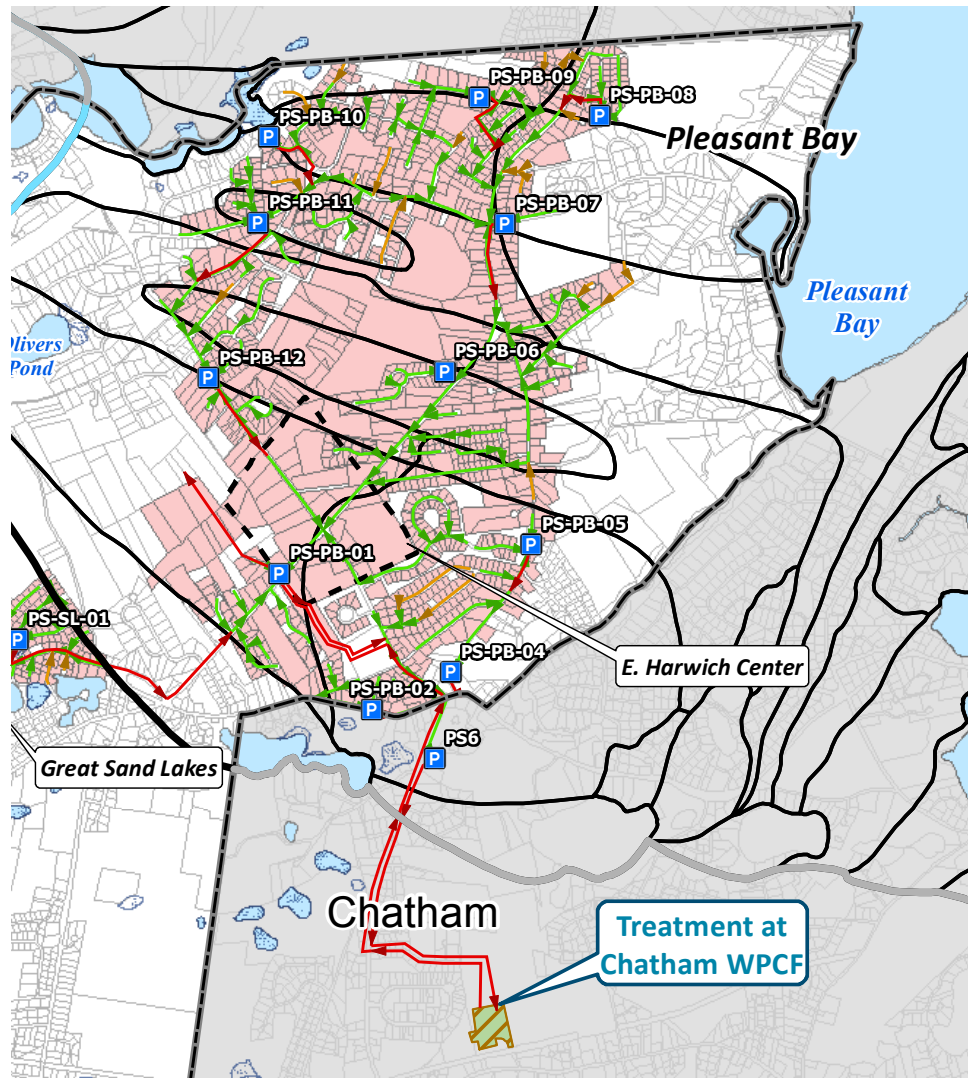 PS-PB-09
PS-PB-08
PS-PB-10
Pleasant Bay
PS-PB-11
PS-PB-07
Pleasant
Bay
livers
Pond
PS-PB-06
PS-PB-12
PS-PB-05
PS-PB-01
PS-SL-01
PS-PB-04
E. Harwich Center
PS-PB-02
PS6
Great Sand Lakes
Chatham
Treatment at
Chatham WPCF
P
P
P
P
P
P
P
P
P
P
P
P
P